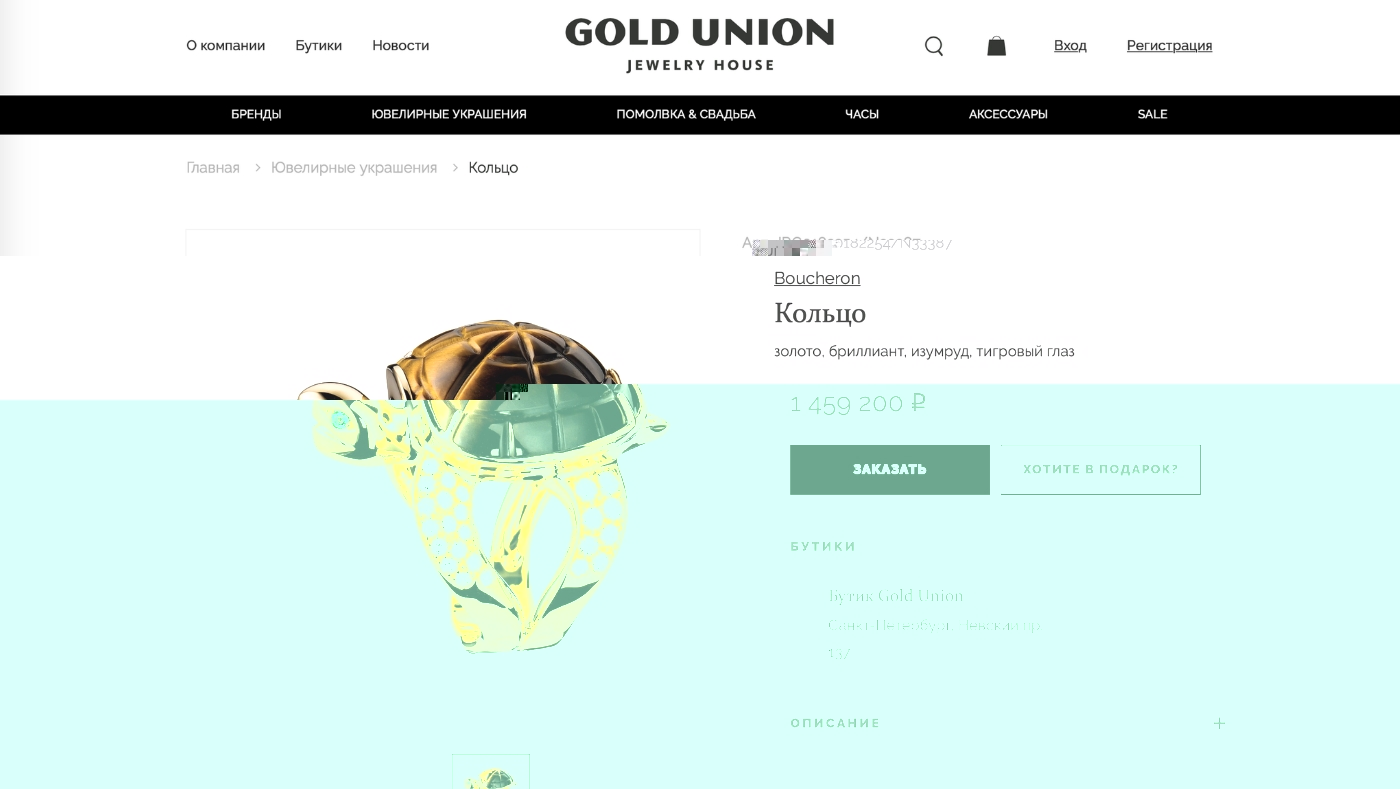 О компании Бутики Новости
GOLD UNION
JEWELRY HOUSE
Вход Регистрация
БРЕНДЫ ЮВЕЛИРНЫЕ УКРАШЕНИЯ ПОМОЛВКА & СВАДЬБА ЧАСЫ АКСЕССУАРЫ SALE
Главная > Ювелирные украшения > Кольцо
Boucheron
Кольцо
золото, бриллиант, изумруд, тигровый глаз
1 459 200 ₽
ЗАКАЗАТЬ ХОТИТЕ В ПОДАРОК?
БУТИКИ
Бутик Gold Union
Санкт-Петербург, Невский пр.
137
ОПИСАНИЕ +